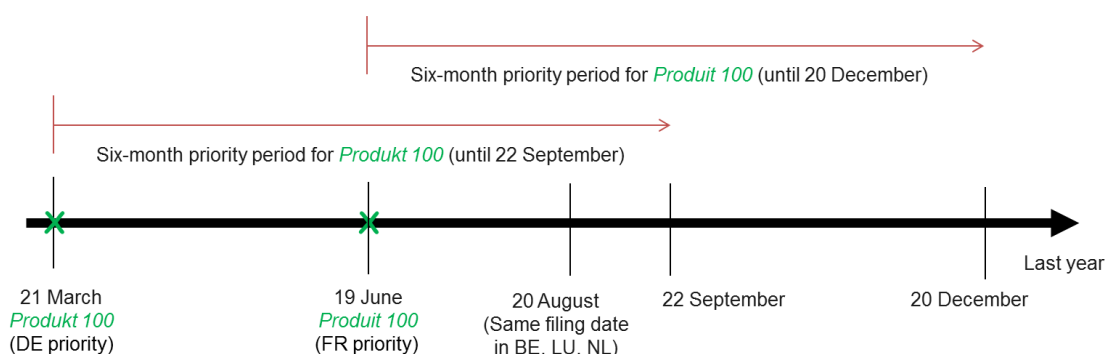 Six-month priority period for Produit 100 (until 20 December)
Six-month priority period for Produkt 100 (until 22 September)
Last year
21 March
Produkt 100
(DE priority)
19 June
Produit 100
(FR priority)
20 August
(Same filing date
in BE, LU, NL)
22 September
20 December